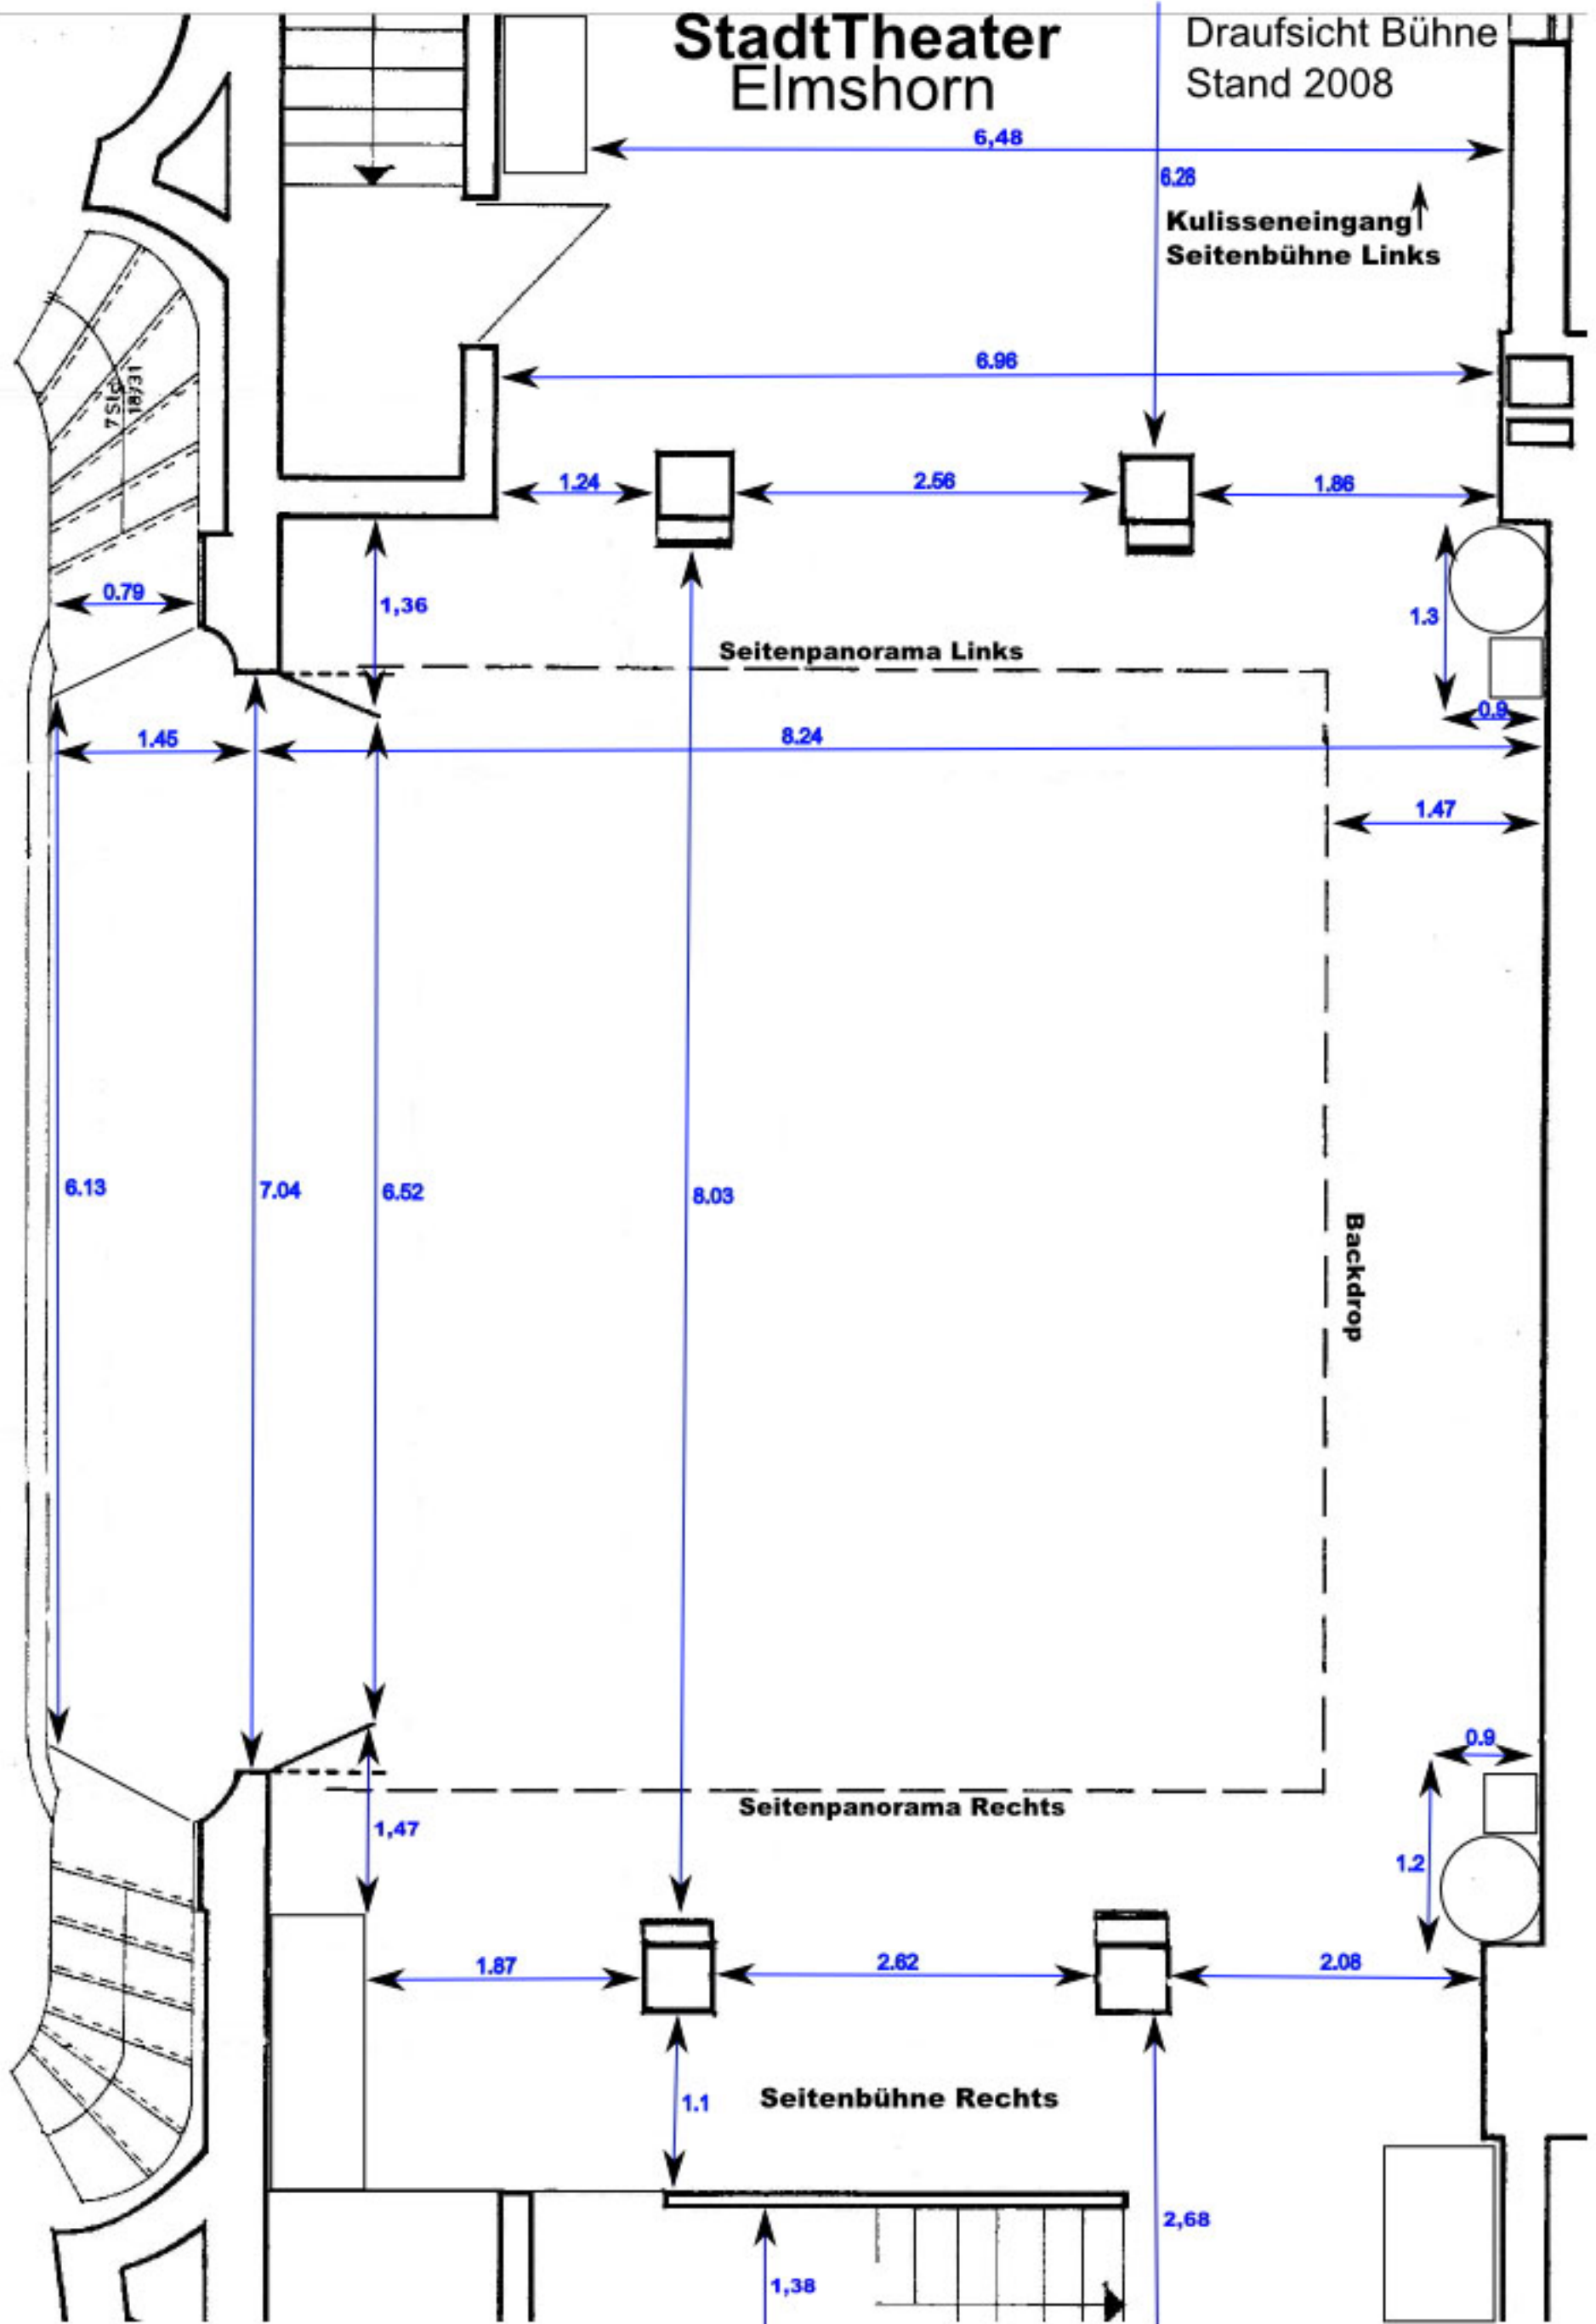 StadtTheater
Elmshorn
Draufsicht Bühne
Stand 2008
6,48
6.28
Kulisseneingang
Seitenbühne Links
6.96
18/31
1.24
2.56
1.86
0.79
1,36
1.3
Seitenpanorama Links
0.9
1.45
8.24
1.47
6.13
7.04
6.52
8.03
Backdrop
0.9
Seitenpanorama Rechts
1,47
1.2
1.87
2.62
2.08
1.1
Seitenbühne Rechts
2,68
1,38